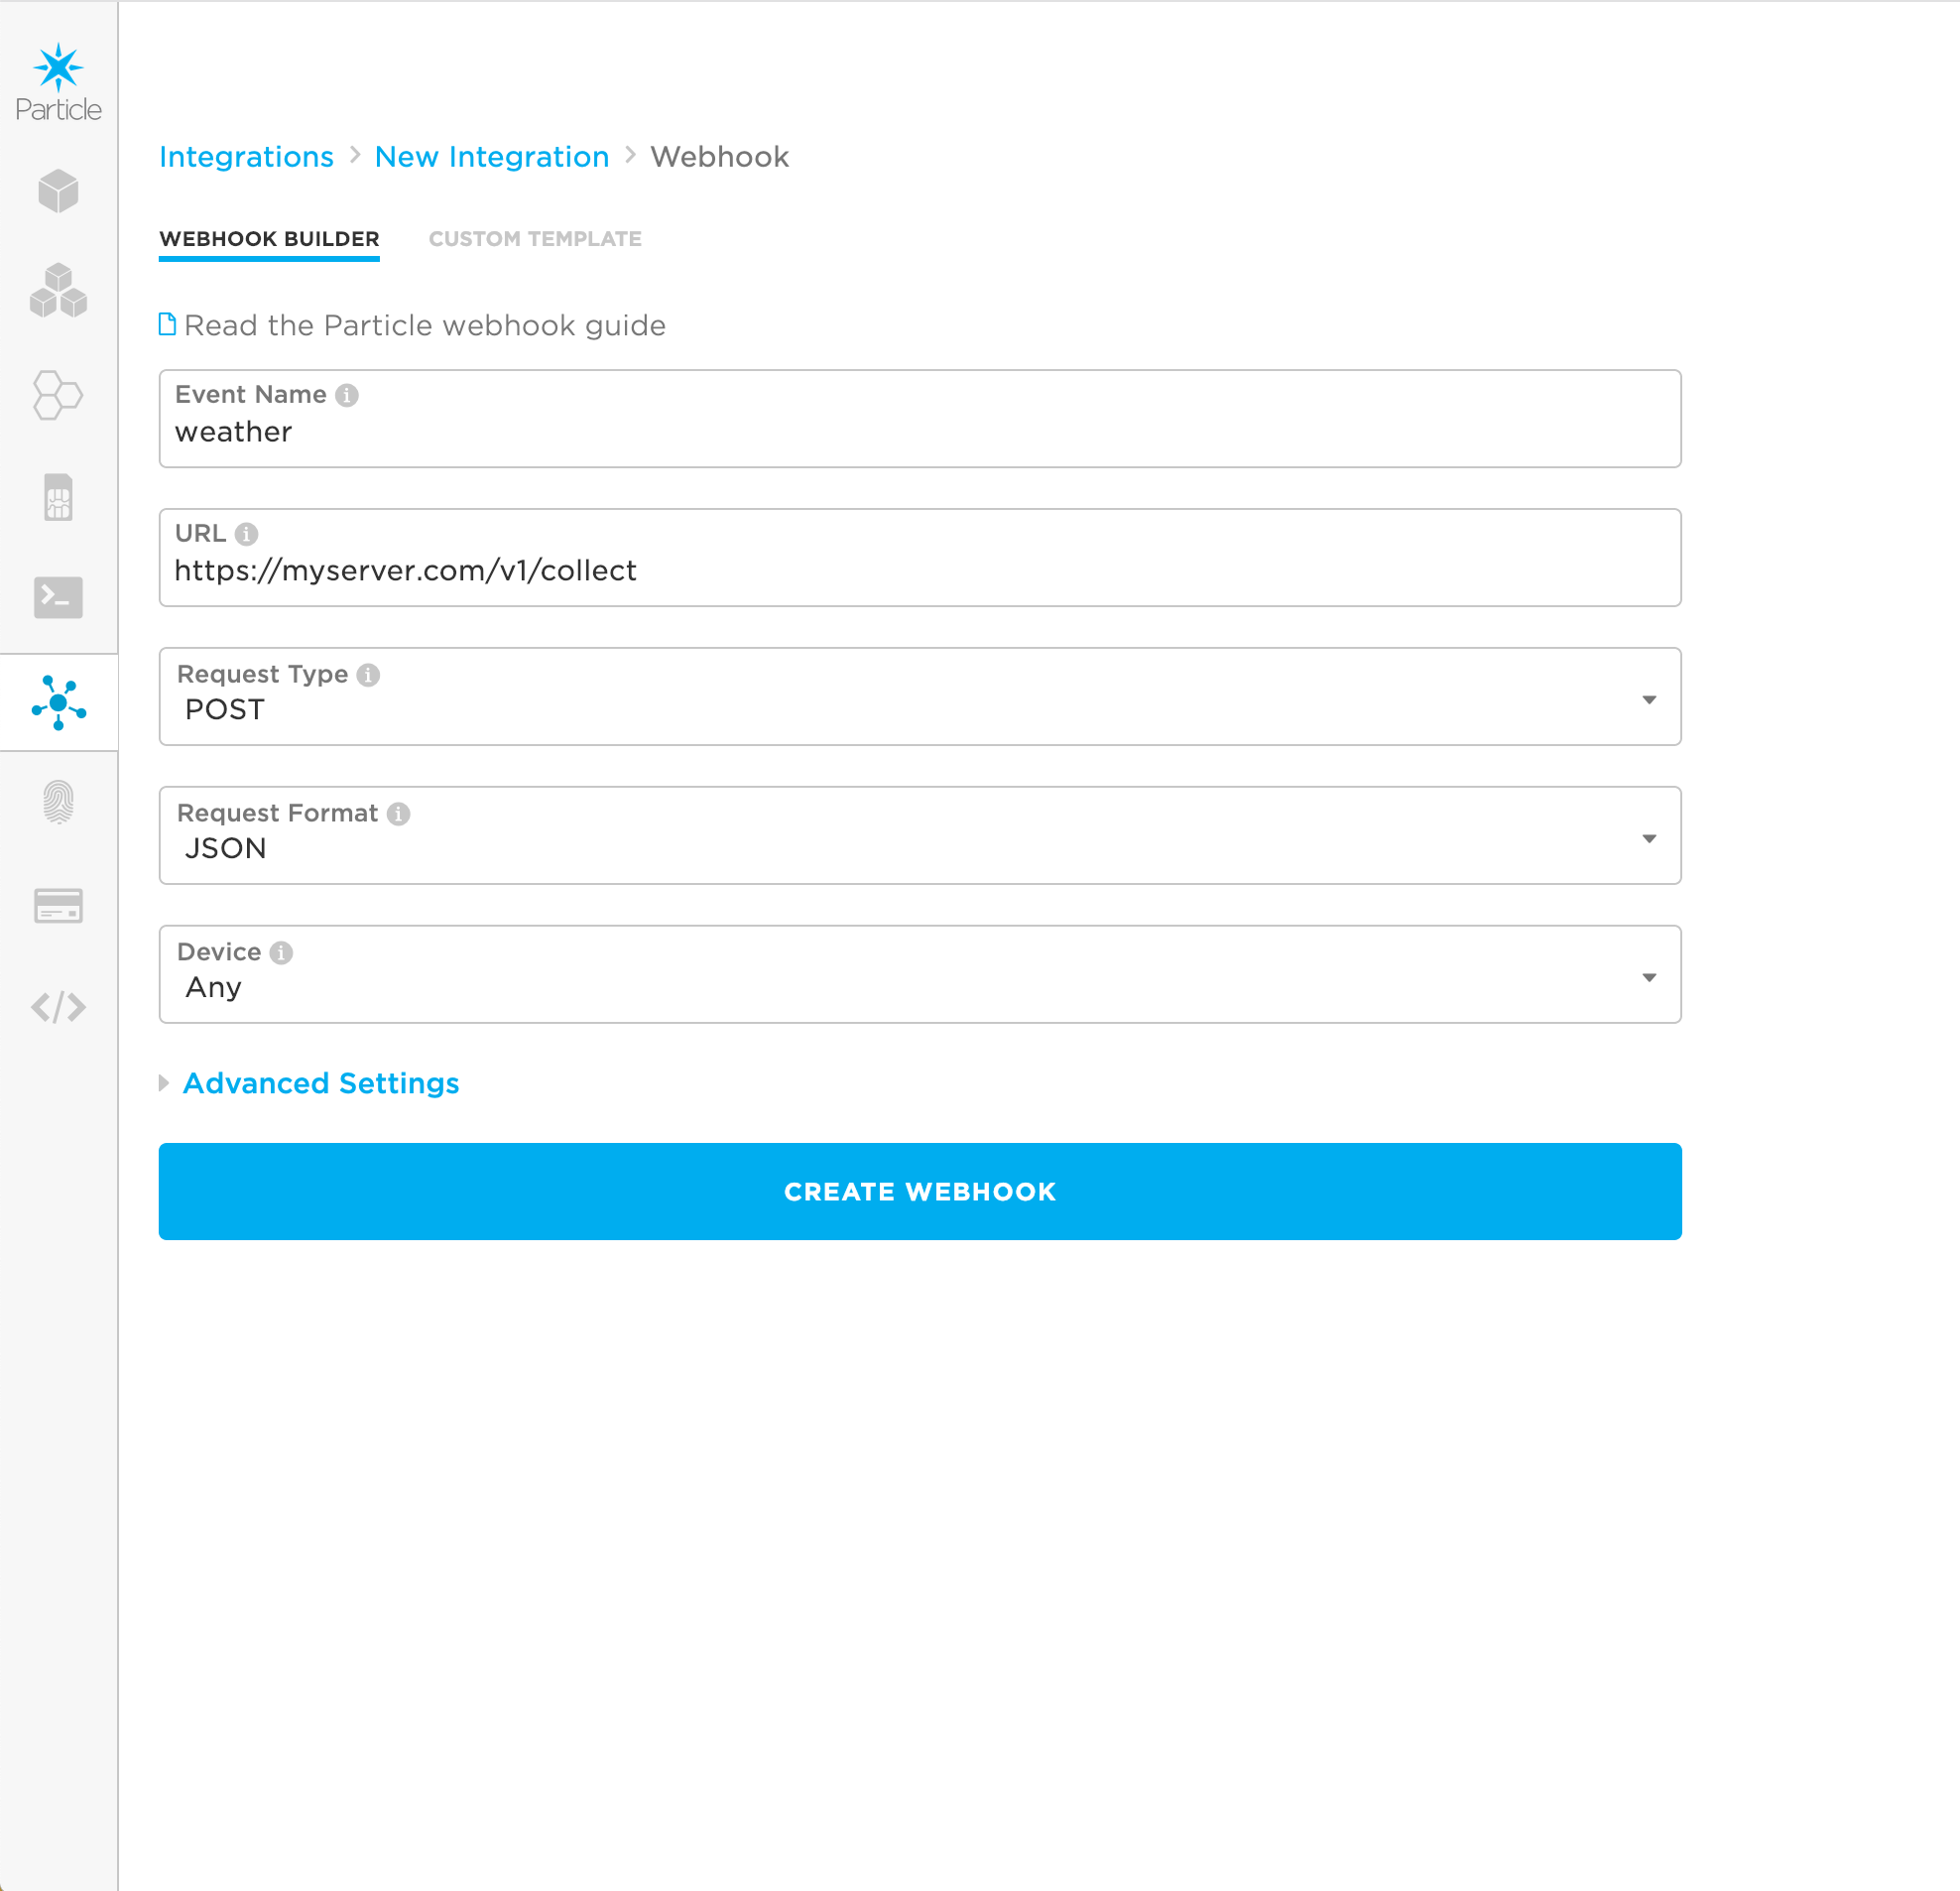 Particle
Integrations > New Integration > Webhook
WEBHOOK BUILDER CUSTOM TEMPLATE
Read the Particle webhook guide
Event Name i
weather
URL i
https://myserver.com/v1/collect
Request Type i
POST
Request Format i
JSON
Device i
Any
Advanced Settings
CREATE WEBHOOK